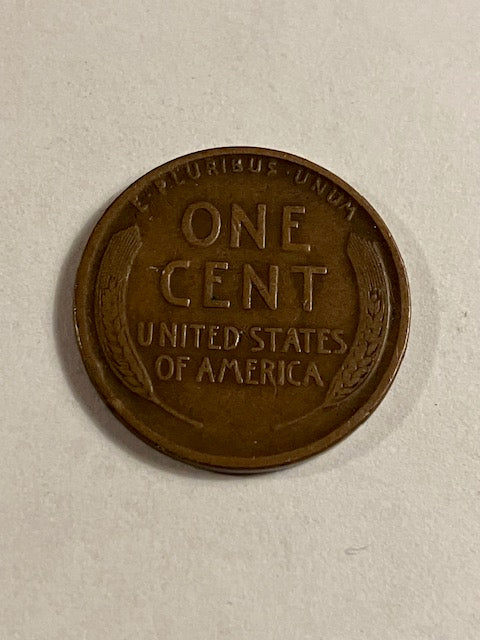 E·PLURIBUS·UNUM
ONE
CENT
UNITED STATES
OF AMERICA